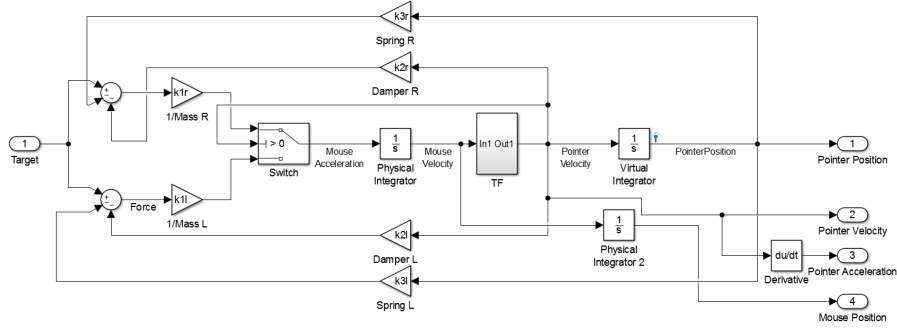 k3r
Spring R
k2r
Damper R
k1r
1/Mass R
1
Target
> 0
Switch
Mouse
Acceleration
1
s
Physical
Integrator
Mouse
Velocity
In1 Out1
TF
Pointer
Velocity
1
s
Virtual
Integrator
PointerPosition
1
Pointer Position
Force
k1l
1/Mass L
k2l
Damper L
k3l
Spring L
1
s
Physical
Integrator 2
2
Pointer Velocity
du/dt
Derivative
3
Pointer Acceleration
4
Mouse Position